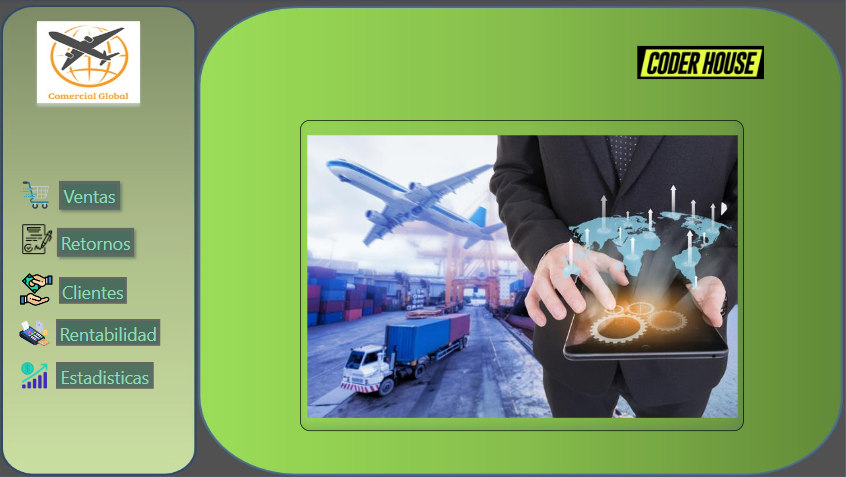 Comercial Global
CODER HOUSE
Ventas
Retornos
Clientes
Rentabilidad
Estadisticas